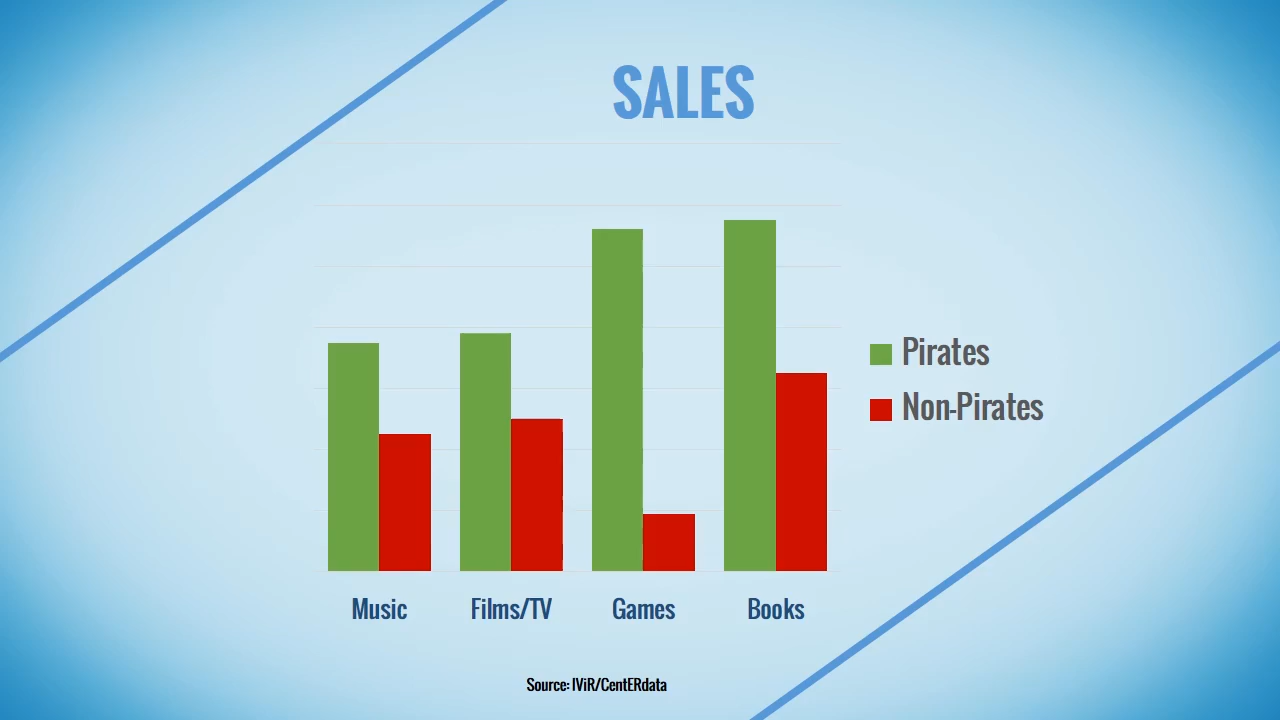 SALES
Pirates
Non-Pirates
Music Films/TV Games Books
Source: IViR/CentERdata